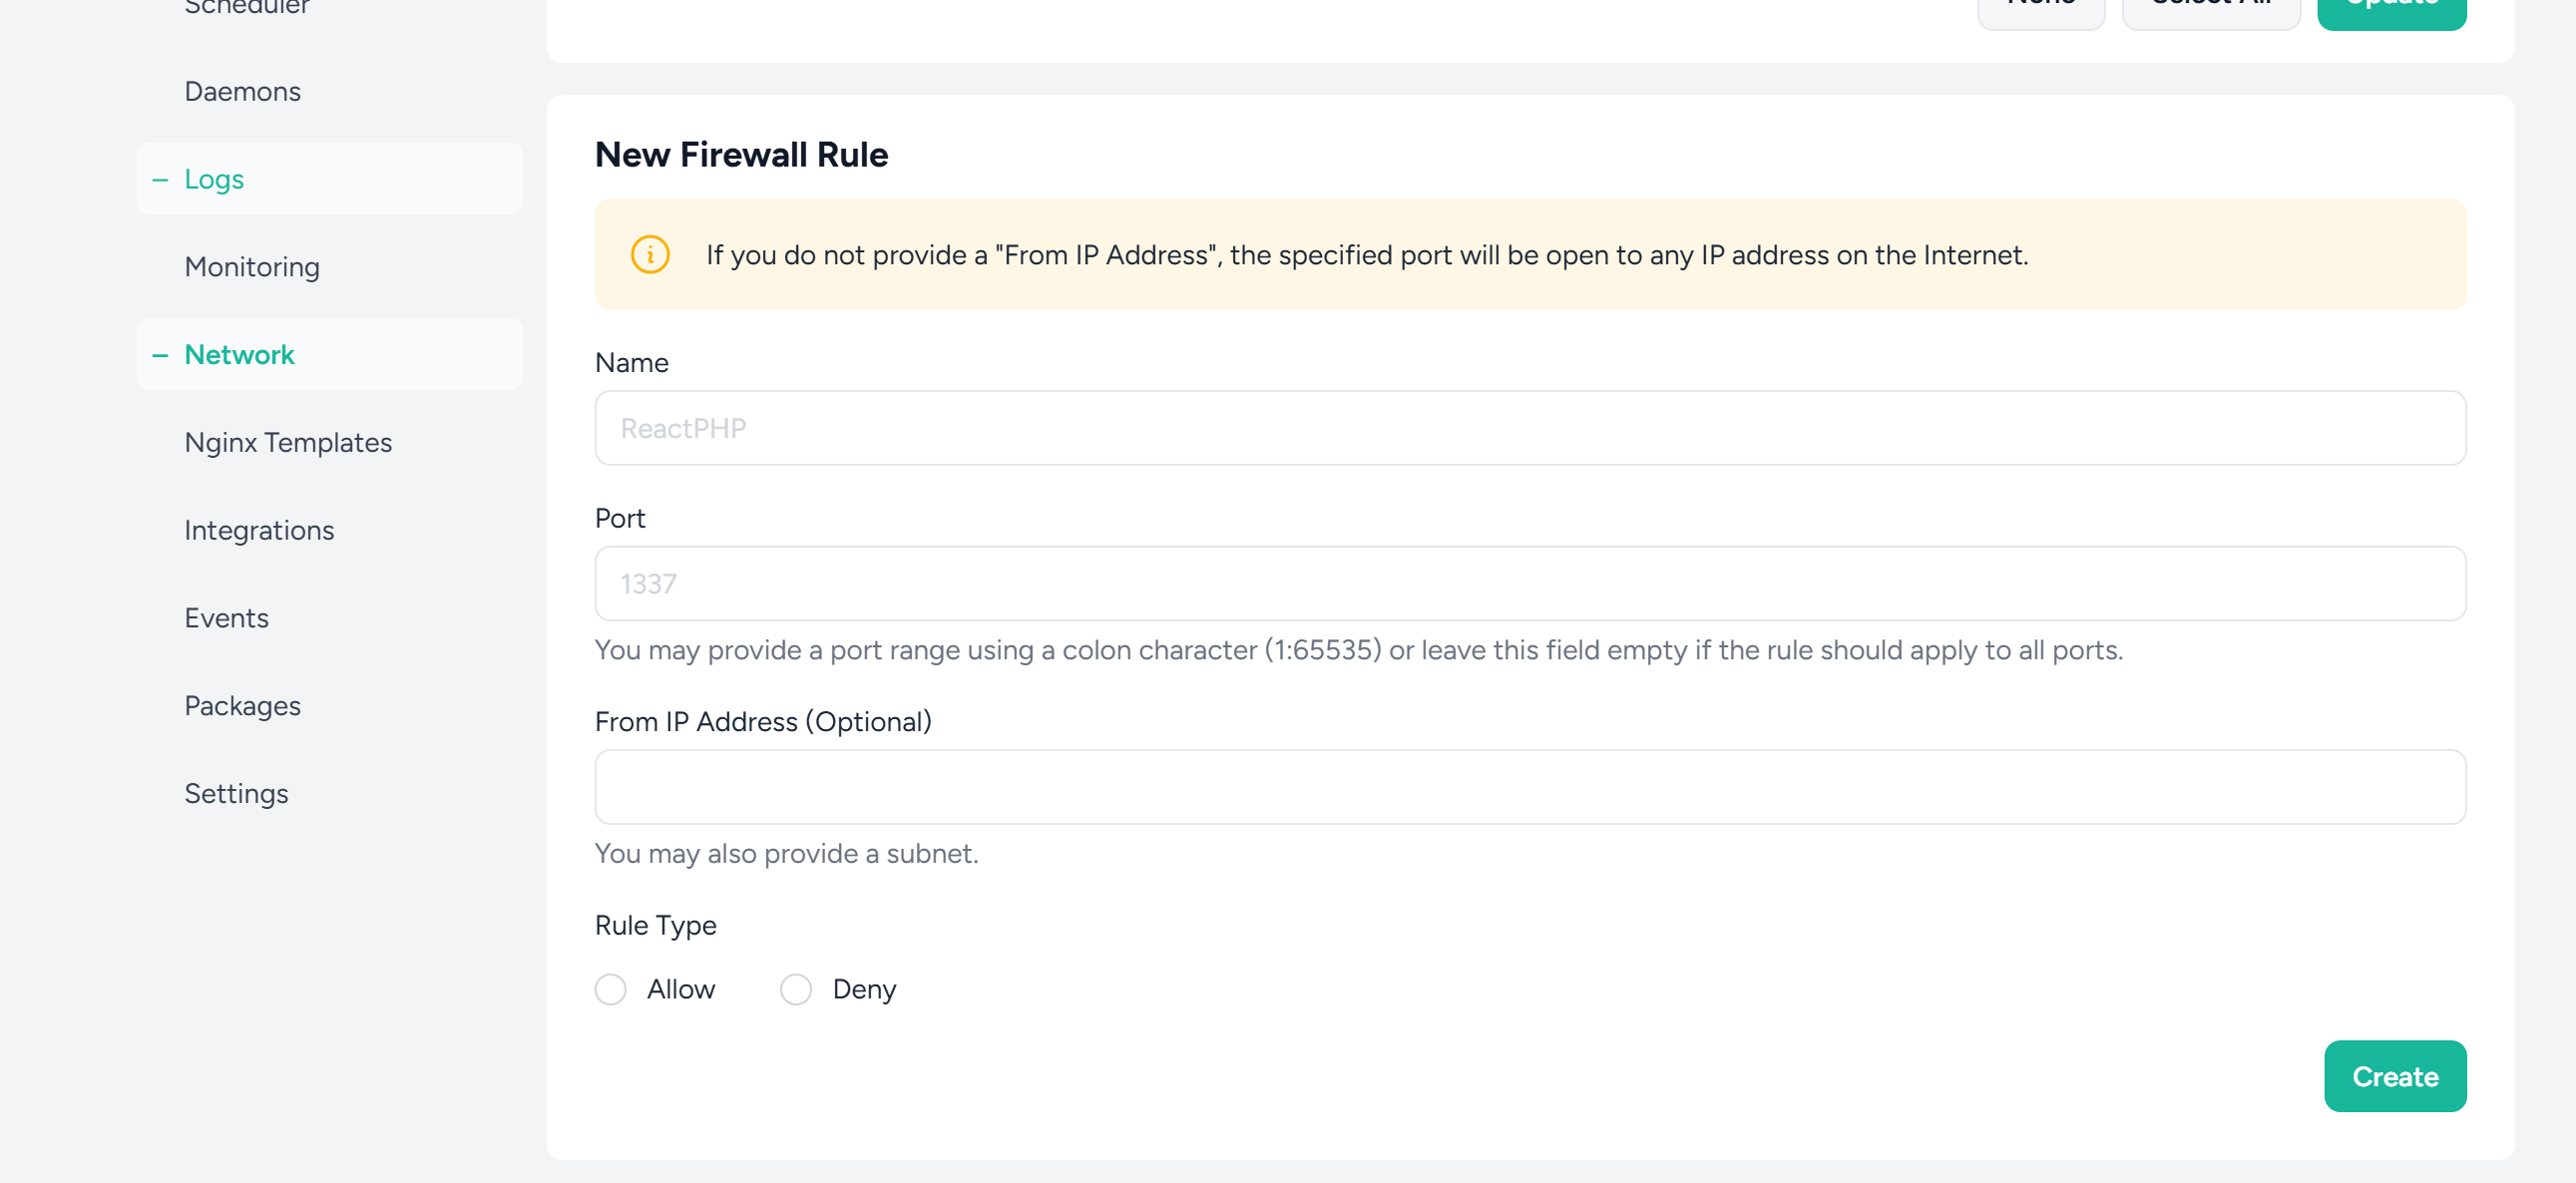 Scheduler
Daemons
– Logs
Monitoring
– Network
Nginx Templates
Integrations
Events
Packages
Settings
None Select All Update
New Firewall Rule
If you do not provide a "From IP Address", the specified port will be open to any IP address on the Internet.
Name
ReactPHP
Port
1337
You may provide a port range using a colon character (1:65535) or leave this field empty if the rule should apply to all ports.
From IP Address (Optional)
You may also provide a subnet.
Rule Type
Allow Deny
Create